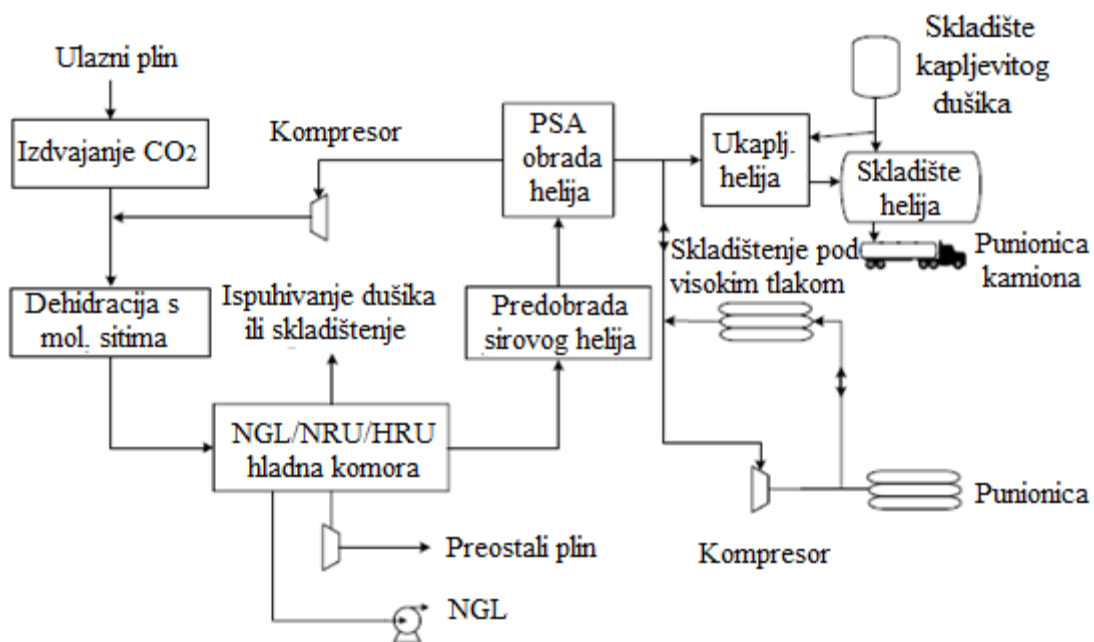 Ulazni plin
Izdvajanje CO2
Kompresor
PSA
obrada
helija
Ukaplj.
helija
Skladište
kapljevitog
dušika
Skladište
helija
Punionica
kamiona
Skladištenje pod
visokim tlakom
Dehidracija s
mol. sitima
Ispuhivanje dušika
ili skladištenje
Predobrada
sirovog helija
NGL/NRU/HRU
hladna komora
Punionica
Kompresor
Preostali plin
NGL